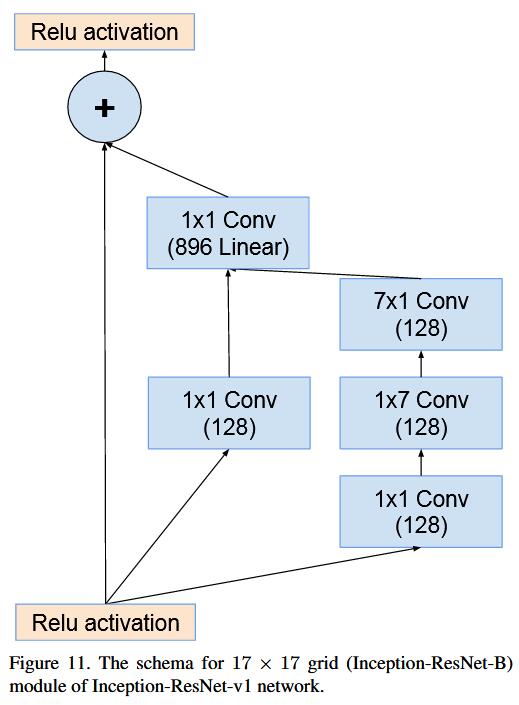 Relu activation
+
1x1 Conv
(896 Linear)
7x1 Conv
(128)
1x1 Conv
(128)
1x7 Conv
(128)
1x1 Conv
(128)
Relu activation
Figure 11. The schema for 17 × 17 grid (Inception-ResNet-B)
module of Inception-ResNet-v1 network.